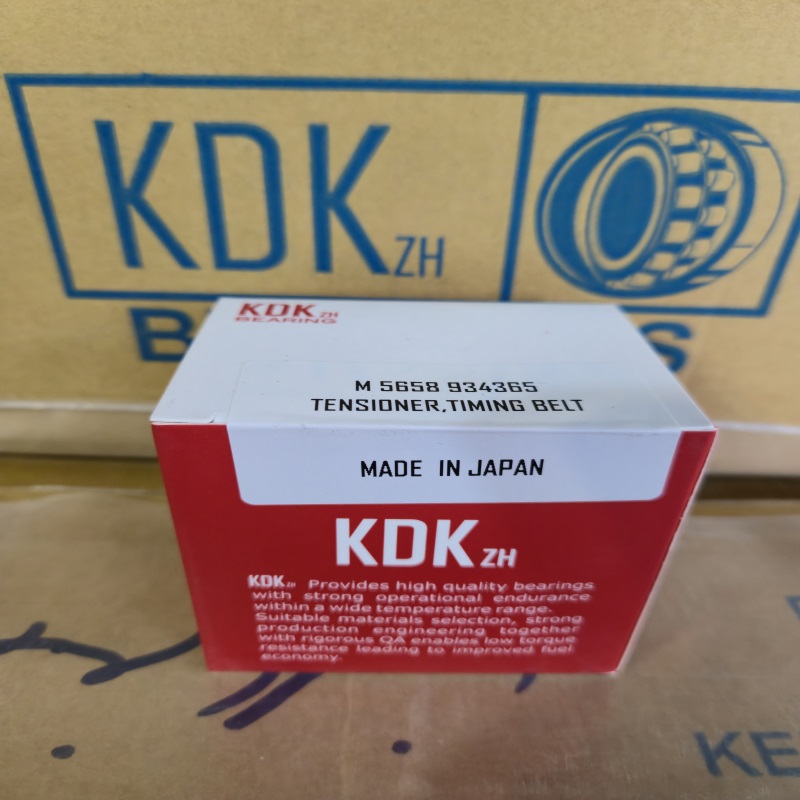 KDK ZH
KDK ZH
BEARING
M 5658 934365
TENSIONER,TIMING BELT
MADE IN JAPAN
KDK ZH
KDK ZH Provides high quality bearings
with strong operational endurance
within a wide temperature range.
Suitable materials selection, strong
production engineering together
with rigorous QA enables low torque
resistance leading to improved fuel
economy.